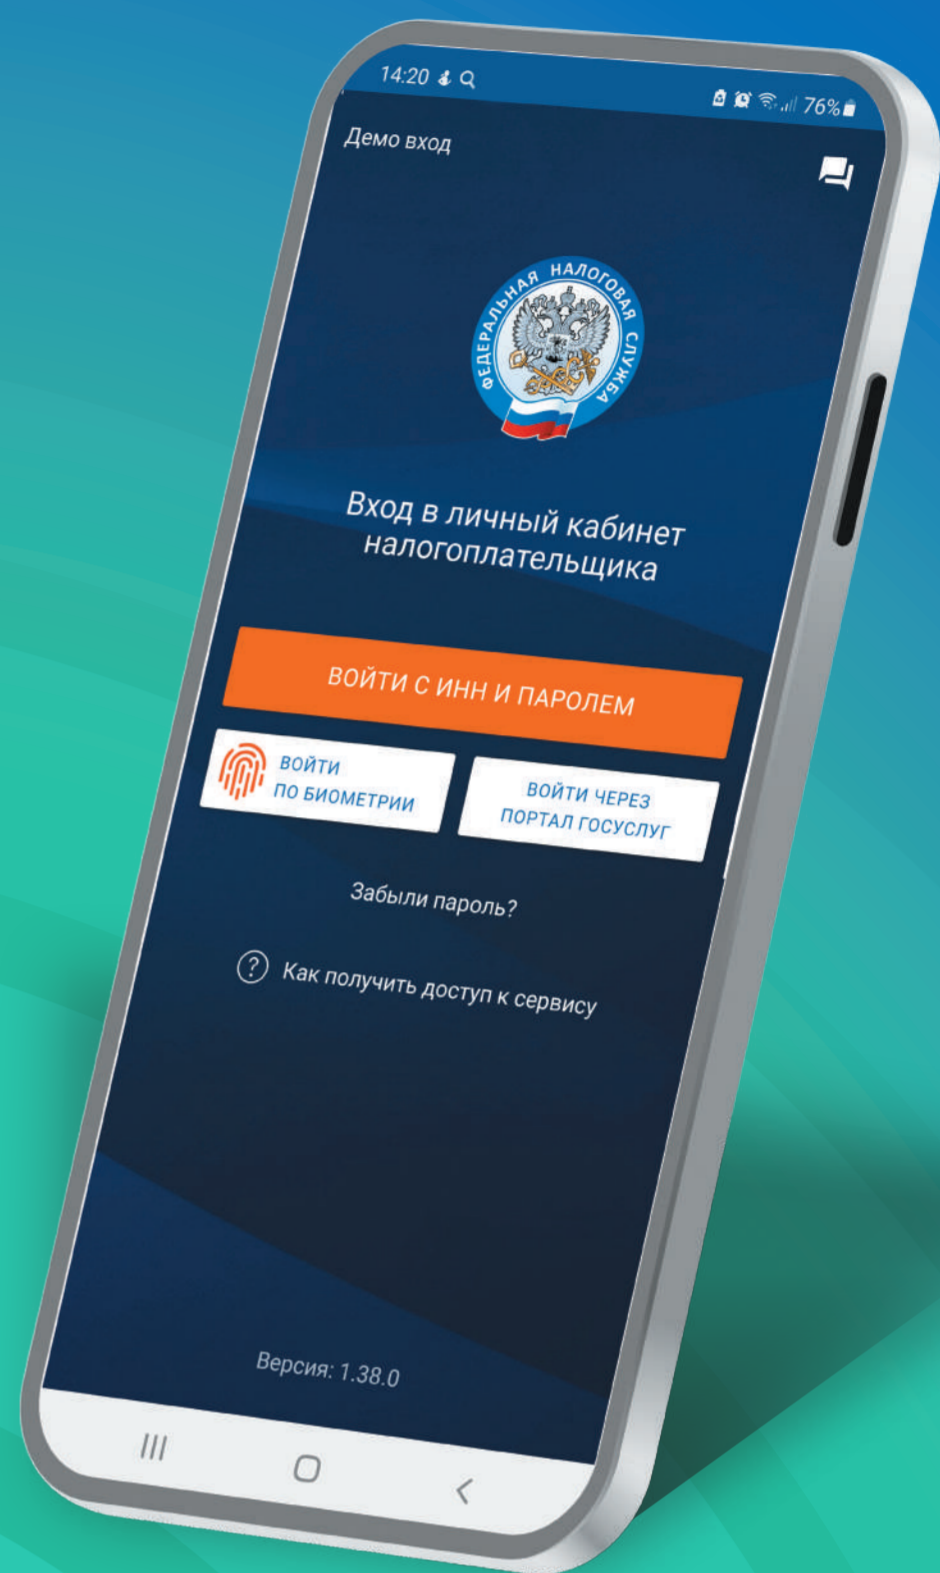 14:20
76%
Демо вход
ФЕДЕРАЛЬНАЯ НАЛОГОВАЯ СЛУЖБА
Вход в личный кабинет
налогоплательщика
ВОЙТИ С ИНН И ПАРОЛЕМ
ВОЙТИ
ПО БИОМЕТРИИ
ВОЙТИ ЧЕРЕЗ
ПОРТАЛ ГОСУСЛУГ
Забыли пароль?
? Как получить доступ к сервису
Версия: 1.38.0